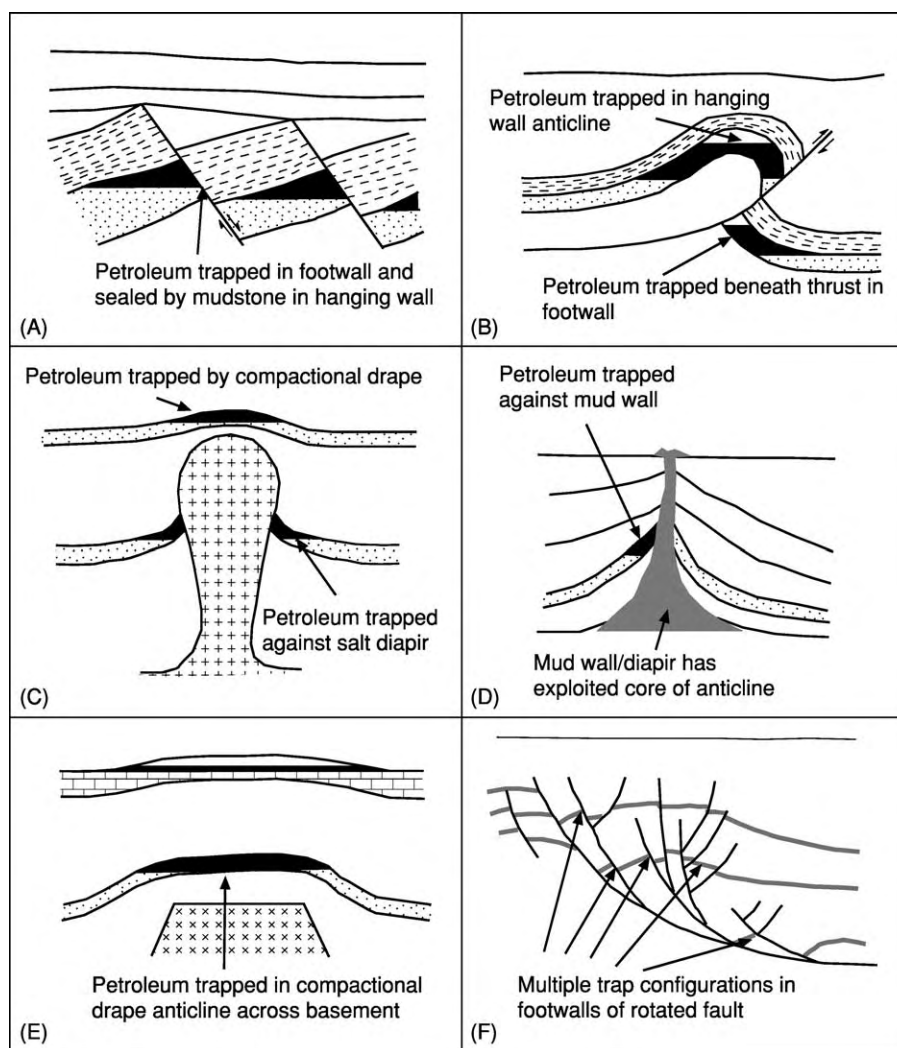 Petroleum trapped in footwall and
sealed by mudstone in hanging wall
(A)
Petroleum trapped in hanging
wall anticline
Petroleum trapped beneath thrust in
footwall
(B)
Petroleum trapped by compactional drape
Petroleum trapped
against salt diapir
(C)
Petroleum trapped
against mud wall
Mud wall/diapir has
exploited core of anticline
(D)
Petroleum trapped in compactional
drape anticline across basement
(E)
Multiple trap configurations in
footwalls of rotated fault
(F)